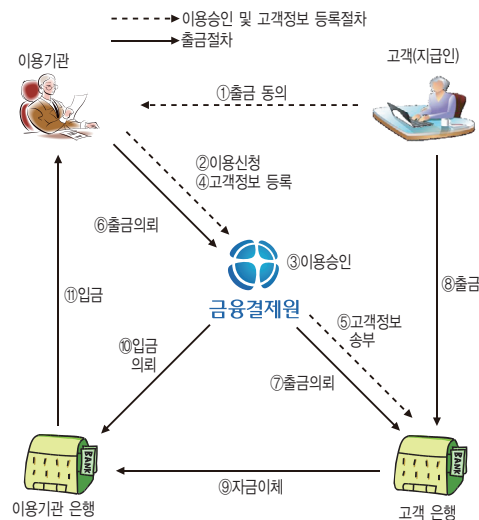 이용승인 및 고객정보 등록절차
출금절차
이용기관
고객(지급인)
①출금 동의
②이용신청
④고객정보 등록
⑥출금의뢰
③이용승인
⑧출금
⑪입금
금융결제원
⑤고객정보
송부
⑩입금
의뢰
⑦출금의뢰
BANK
BANK
⑨자금이체
이용기관 은행
고객 은행